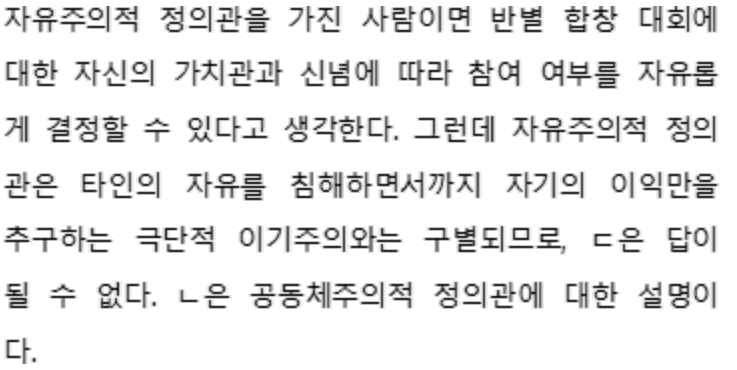 자유주의적 정의관을 가진 사람이면 반별 합창 대회에
대한 자신의 가치관과 신념에 따라 참여 여부를 자유롭
게 결정할 수 있다고 생각한다. 그런데 자유주의적 정의
관은 타인의 자유를 침해하면서까지 자기의 이익만을
추구하는 극단적 이기주의와는 구별되므로, ㄷ은 답이
될 수 없다. ㄴ은 공동체주의적 정의관에 대한 설명이
다.